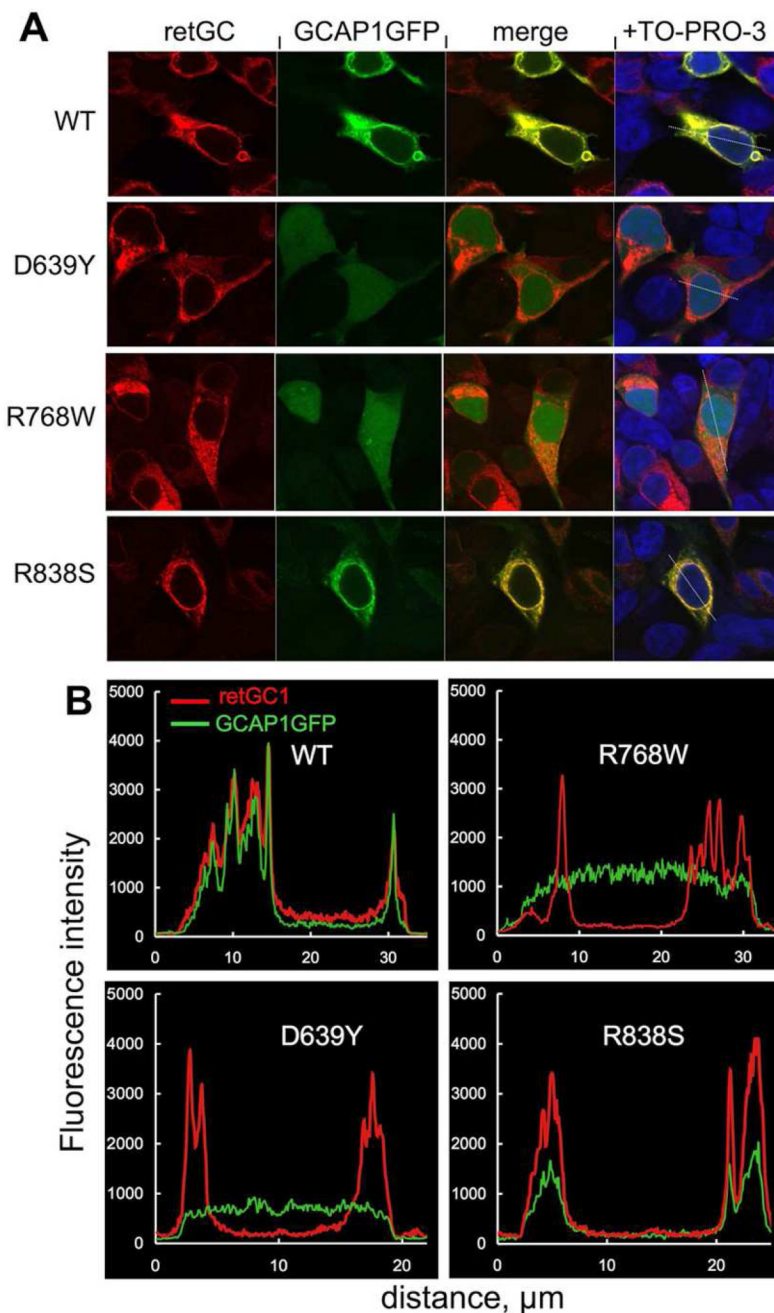 A
retGC GCAP1GFP merge +TO-PRO-3
WT
D639Y
R768W
R838S
B
Fluorescence intensity
5000
4000
3000
2000
1000
0
retGC1
GCAP1GFP
WT
0 10 20 30
5000
4000
3000
2000
1000
0
R768W
0 10 20 30
5000
4000
3000
2000
1000
0
D639Y
0 10 20
5000
4000
3000
2000
1000
0
R838S
0 10 20
distance, µm